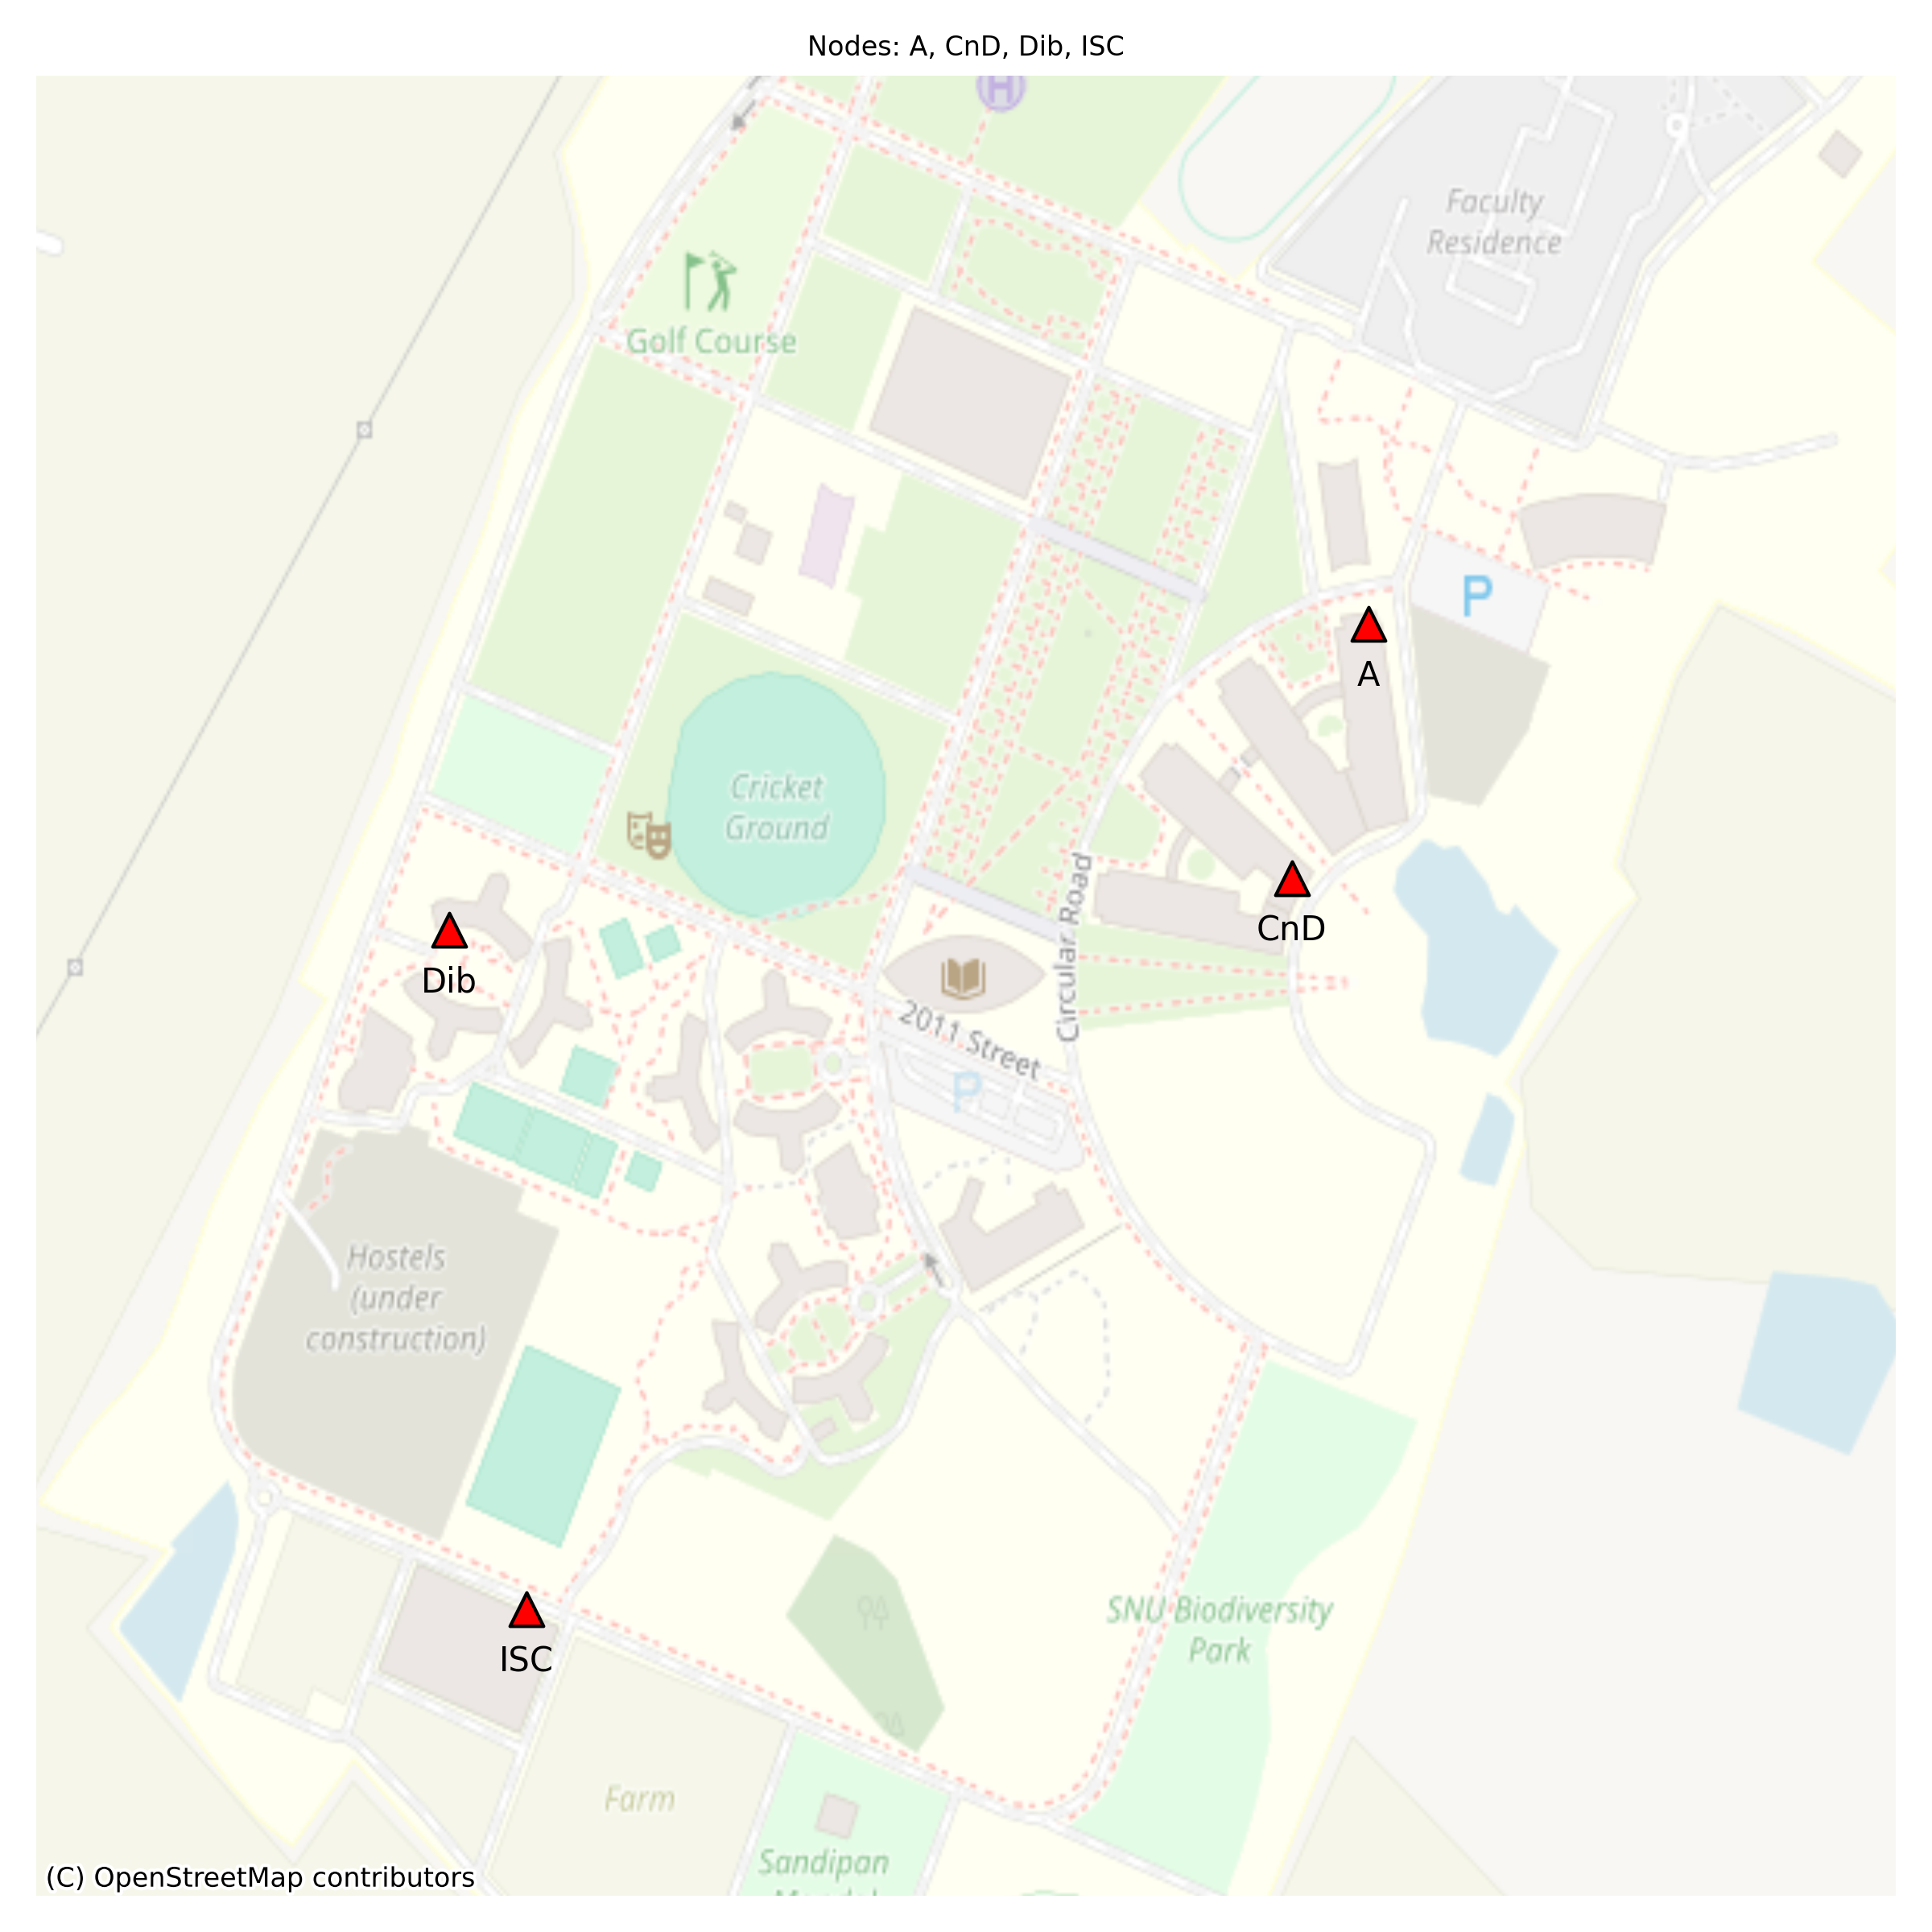 Nodes: A, CnD, Dib, ISC
H
Faculty
Residence
Golf Course
P
A
Cricket
Ground
CnD
Dib
Circular Road
2011 Street
P
Hostels
(under
construction)
SNU Biodiversity
Park
ISC
Farm
Sandipan
(C) OpenStreetMap contributors